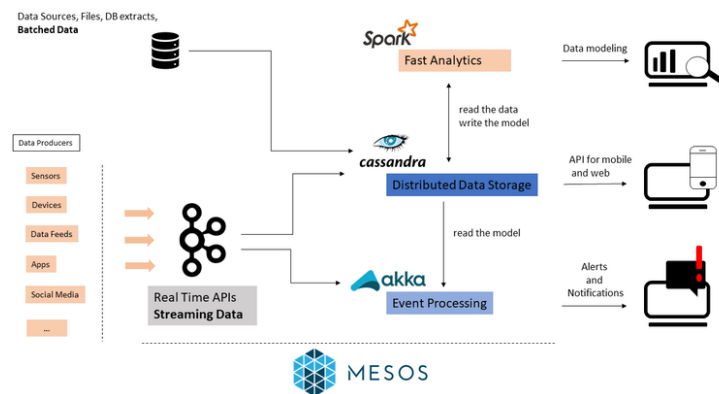 Data Sources, Files, DB extracts,
Batched Data
Spark
Fast Analytics
Data modeling
read the data
write the model
Data Producers
Sensors
Devices
Data Feeds
Apps
Social Media
...
cassandra
Distributed Data Storage
API for mobile
and web
read the model
Real Time APIs
Streaming Data
akka
Event Processing
Alerts
and
Notifications
MESOS